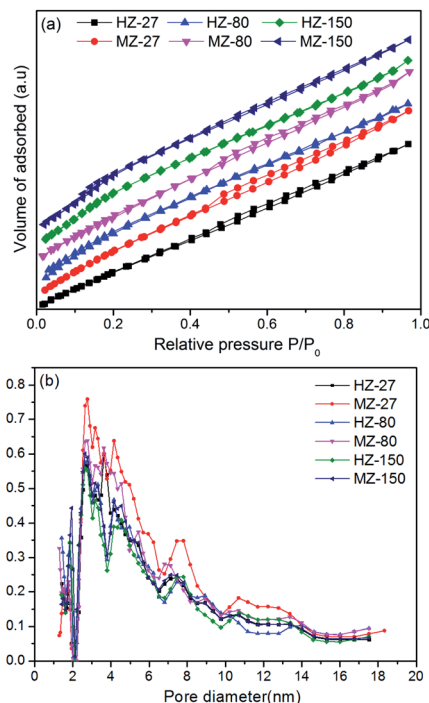 (a)
HZ-27 HZ-80 HZ-150
MZ-27 MZ-80 MZ-150
Volume of adsorbed (a.u)
0.0 0.2 0.4 0.6 0.8 1.0
Relative pressure P/P₀
(b)
HZ-27
MZ-27
HZ-80
MZ-80
HZ-150
MZ-150
0.8
0.7
0.6
0.5
0.4
0.3
0.2
0.1
0.0
0 2 4 6 8 10 12 14 16 18 20
Pore diameter(nm)